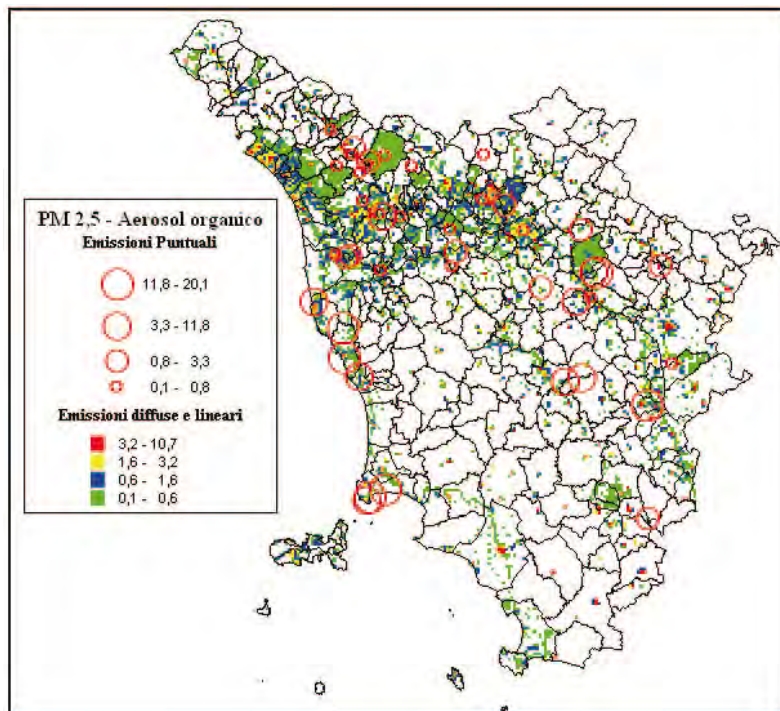 PM 2,5 - Aerosol organico
Emissioni Puntuali
11,8 - 20,1
3,3 - 11,8
0,8 - 3,3
0,1 - 0,8
Emissioni diffuse e lineari
3,2 - 10,7
1,6 - 3,2
0,6 - 1,6
0,1 - 0,6